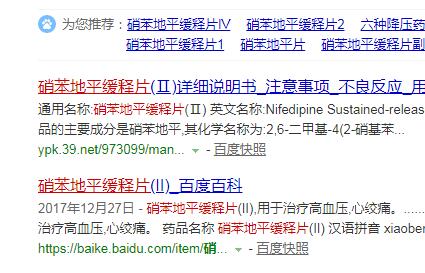 为您推荐： 硝苯地平缓释片IV 硝苯地平缓释片2 六种降压药
硝苯地平缓释片1 硝苯地平片 硝苯地平缓释片副
硝苯地平缓释片(Ⅱ)详细说明书_注意事项_不良反应_用
通用名称:硝苯地平缓释片(Ⅱ) 英文名称:Nifedipine Sustained-releas
品的主要成分是硝苯地平,其化学名称为:2,6-二甲基-4(2-硝基苯...
ypk.39.net/973099/man... - 百度快照
硝苯地平缓释片(II)_百度百科
2017年12月27日 - 硝苯地平缓释片(II),用于治疗高血压,心绞痛。……
治疗高血压,心绞痛。 药品名称 硝苯地平缓释片(II) 汉语拼音 xiaoben
https://baike.baidu.com/item/硝... - 百度快照